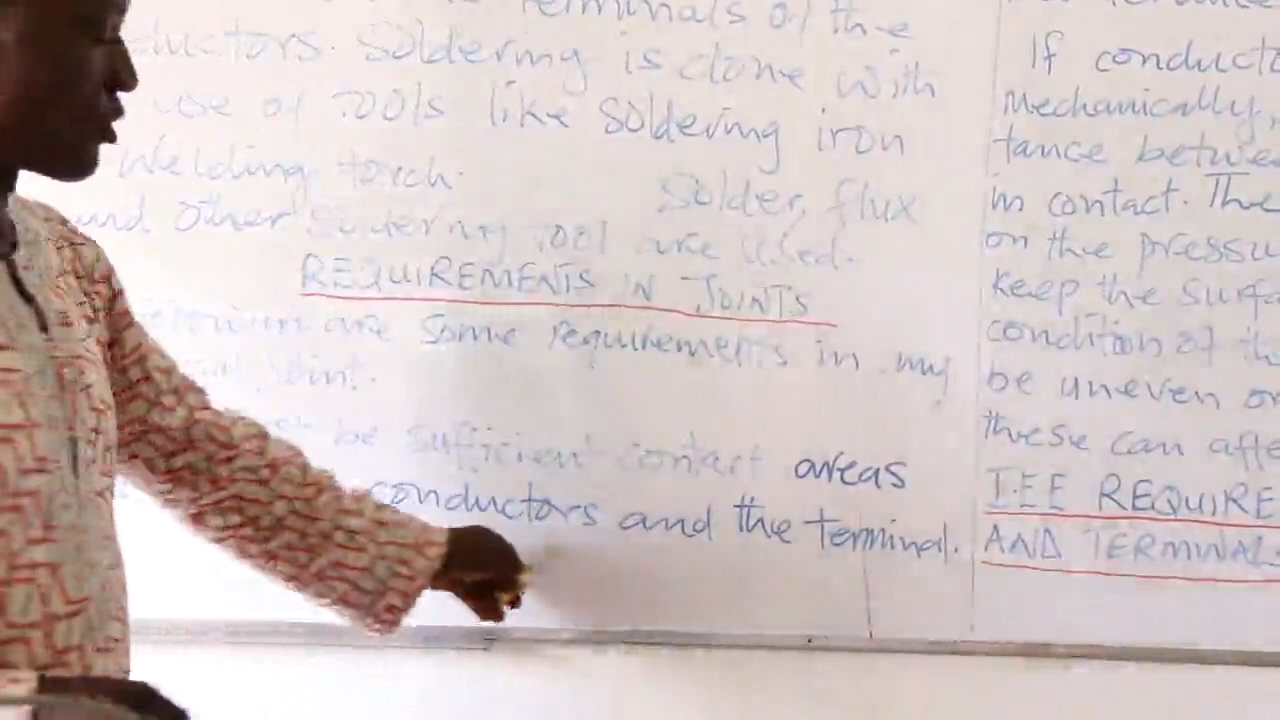 terminals of the
ductors. Soldering is done with
use of Tools like Soldering iron
Welding torch. Solder, flux
and other soldering Tool are used.
REQUIREMENTS IN JOINTS
are some requirements in my
joint.
be sufficient contact areas
conductors and the terminal.
If conduct
Mechanically,
tance betwe
in contact. The
on the pressu
Keep the surfa
condition of th
be uneven or
these can affe
I.E.E REQUIRE
AND TERMINAL